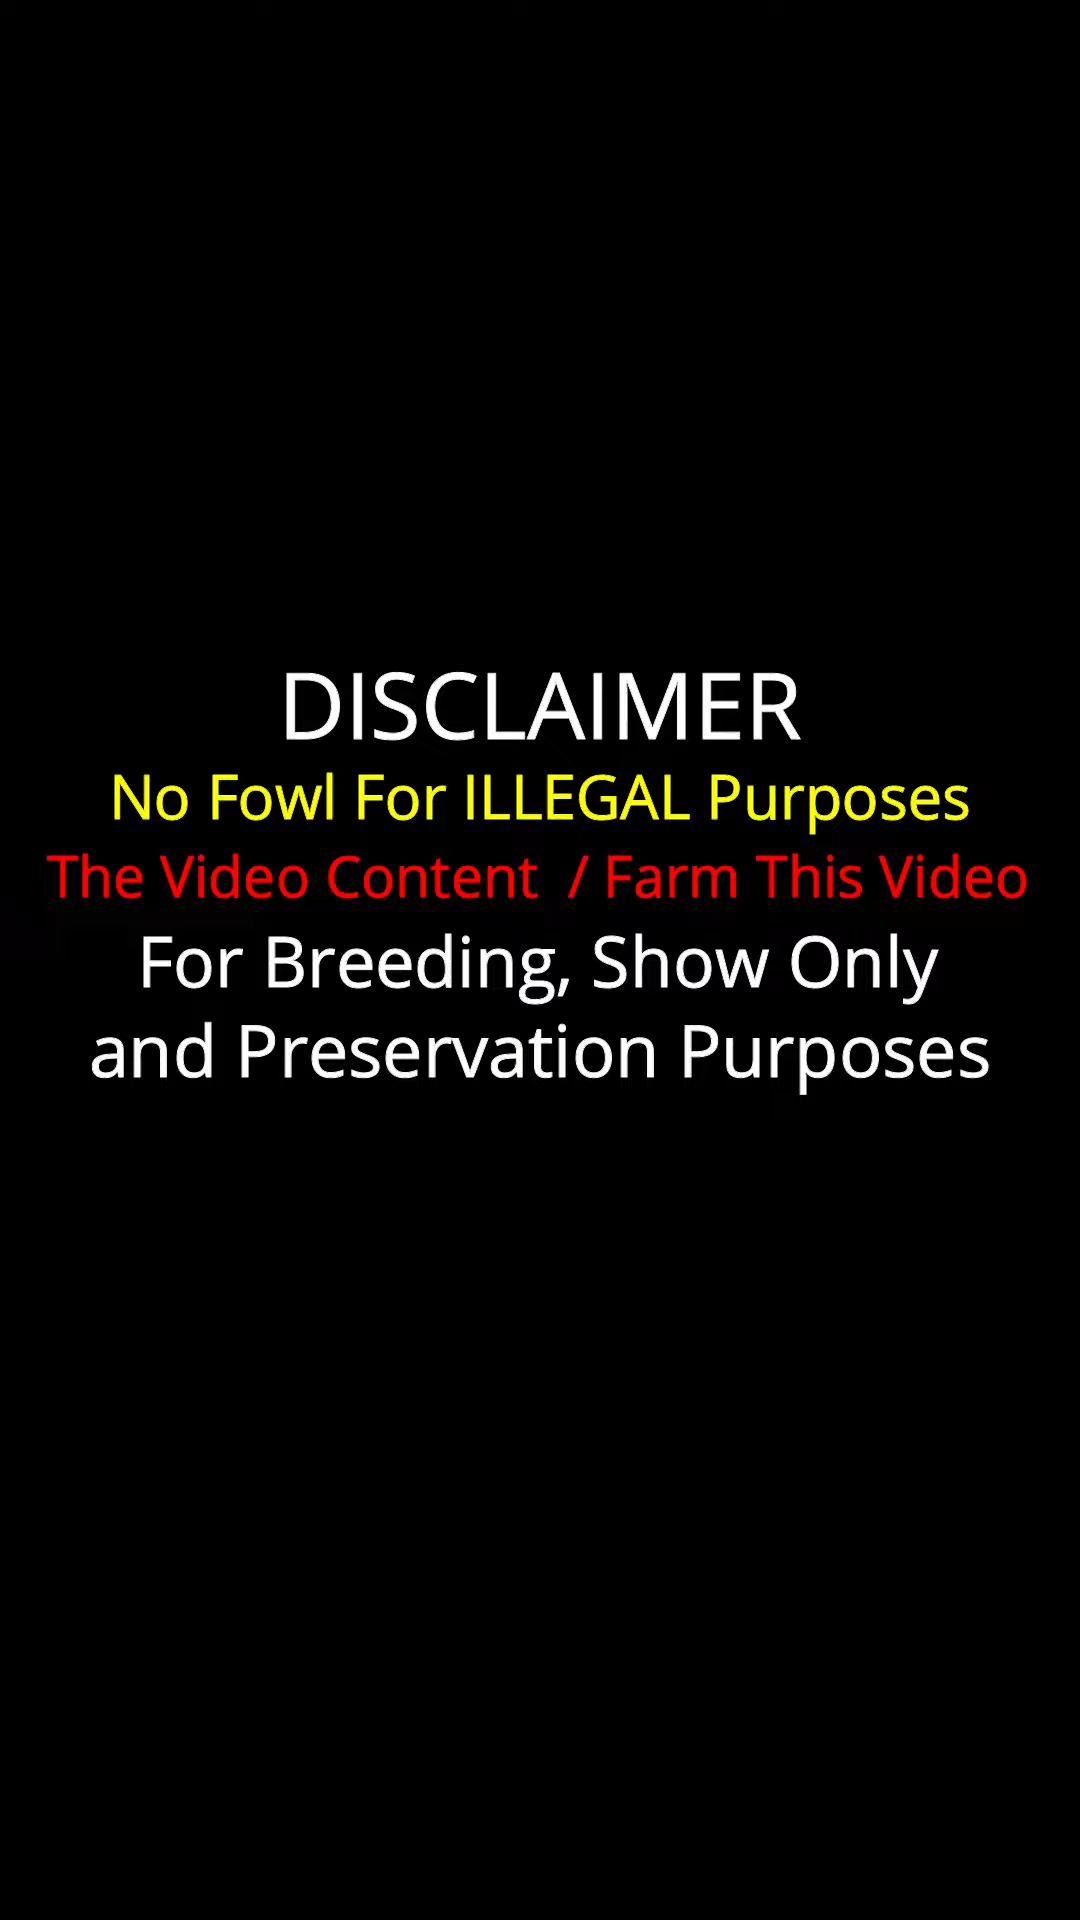 DISCLAIMER
No Fowl For ILLEGAL Purposes
The Video Content / Farm This Video
For Breeding, Show Only
and Preservation Purposes